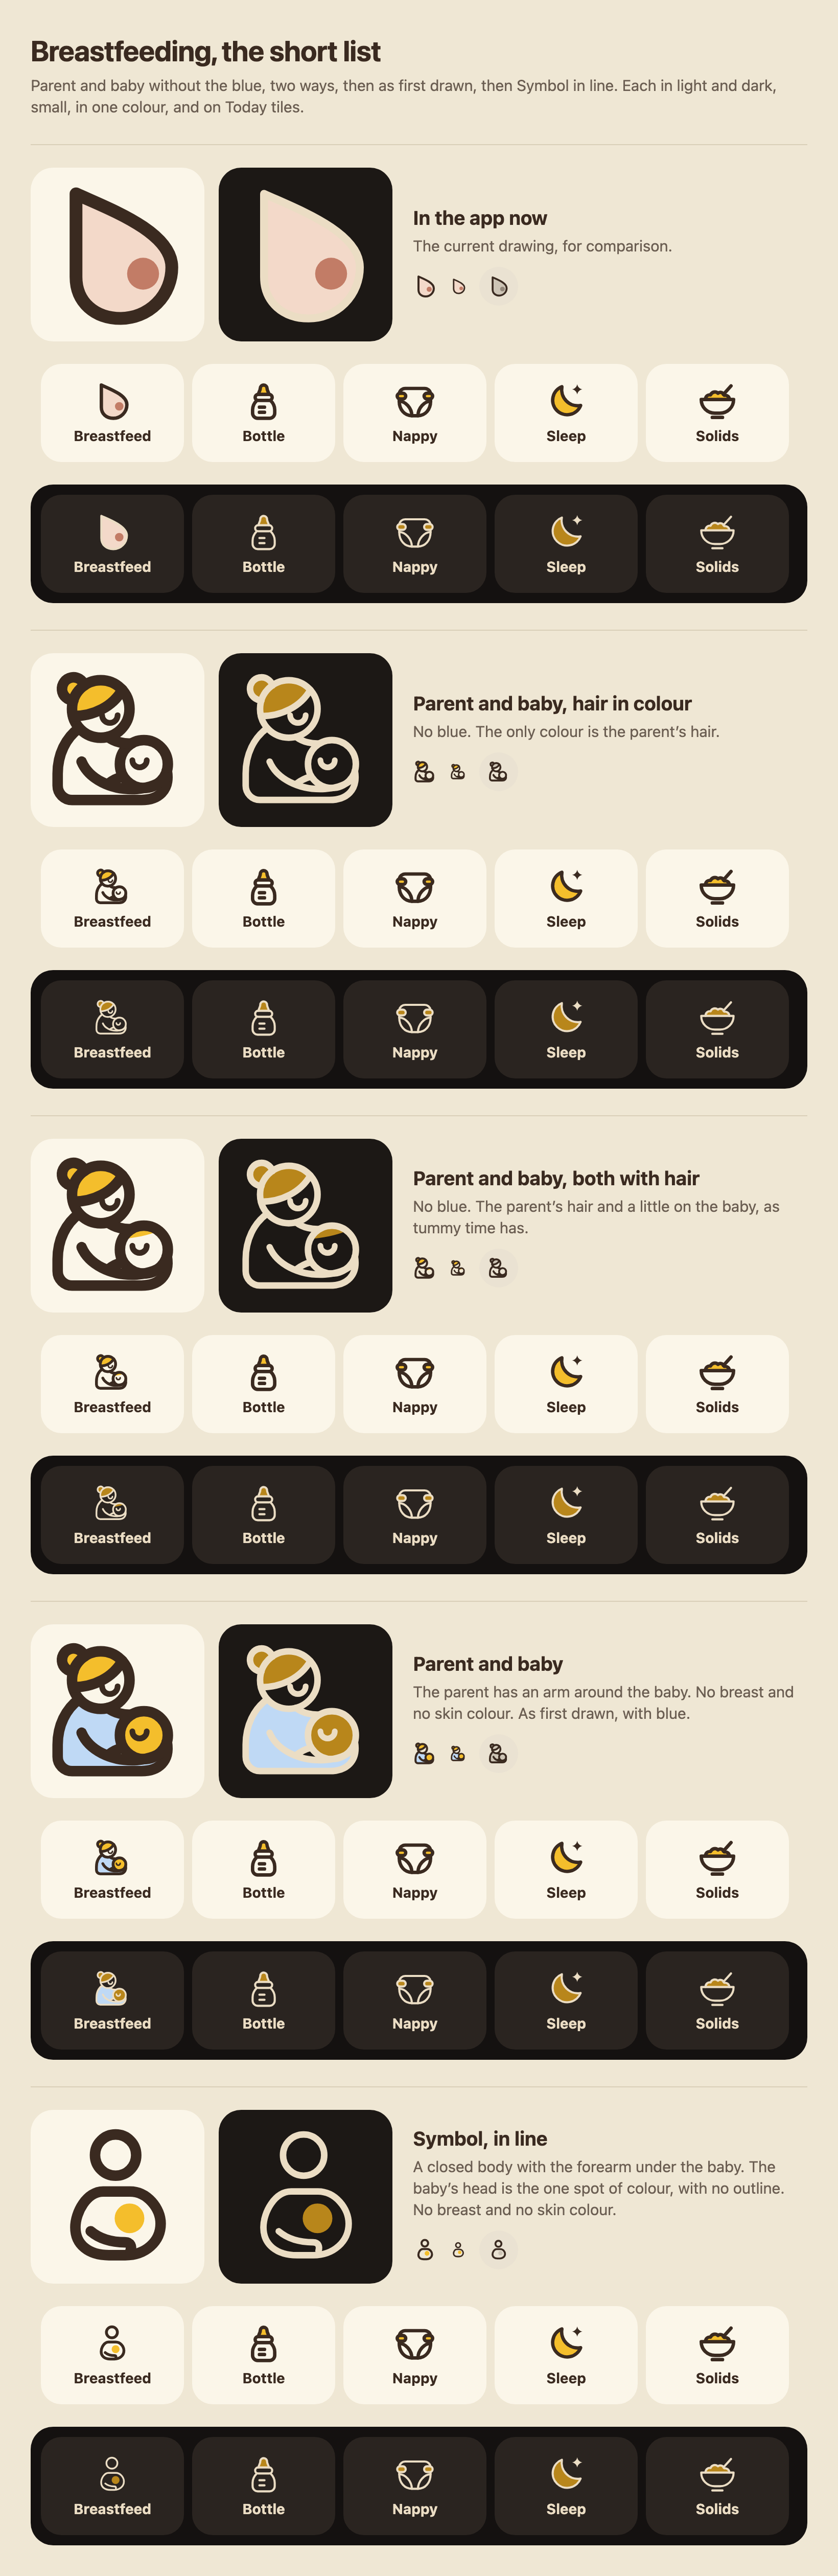 Breastfeeding, the short list
Parent and baby without the blue, two ways, then as first drawn, then Symbol in line. Each in light and dark,
small, in one colour, and on Today tiles.
In the app now
The current drawing, for comparison.
Breastfeed Bottle Nappy Sleep Solids
Breastfeed Bottle Nappy Sleep Solids
Parent and baby, hair in colour
No blue. The only colour is the parent’s hair.
Breastfeed Bottle Nappy Sleep Solids
Breastfeed Bottle Nappy Sleep Solids
Parent and baby, both with hair
No blue. The parent’s hair and a little on the baby, as
tummy time has.
Breastfeed Bottle Nappy Sleep Solids
Breastfeed Bottle Nappy Sleep Solids
Parent and baby
The parent has an arm around the baby. No breast and
no skin colour. As first drawn, with blue.
Breastfeed Bottle Nappy Sleep Solids
Breastfeed Bottle Nappy Sleep Solids
Symbol, in line
A closed body with the forearm under the baby. The
baby’s head is the one spot of colour, with no outline.
No breast and no skin colour.
Breastfeed Bottle Nappy Sleep Solids
Breastfeed Bottle Nappy Sleep Solids